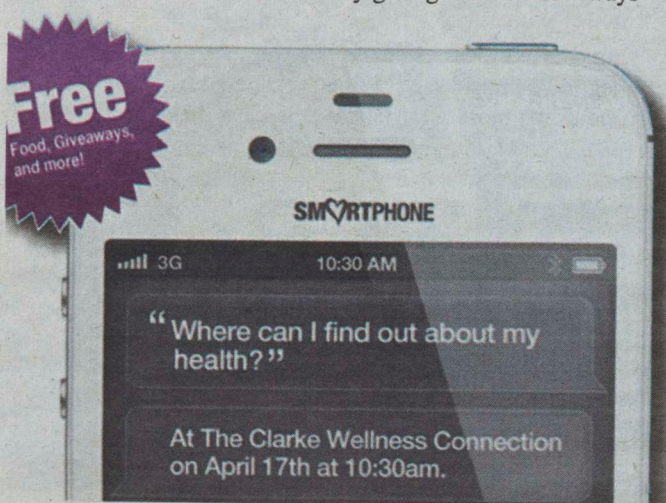 Free
Food, Giveaways,
and more!
SM♡RTPHONE
3G 10:30 AM
“Where can I find out about my
health?”
At The Clarke Wellness Connection
on April 17th at 10:30am.